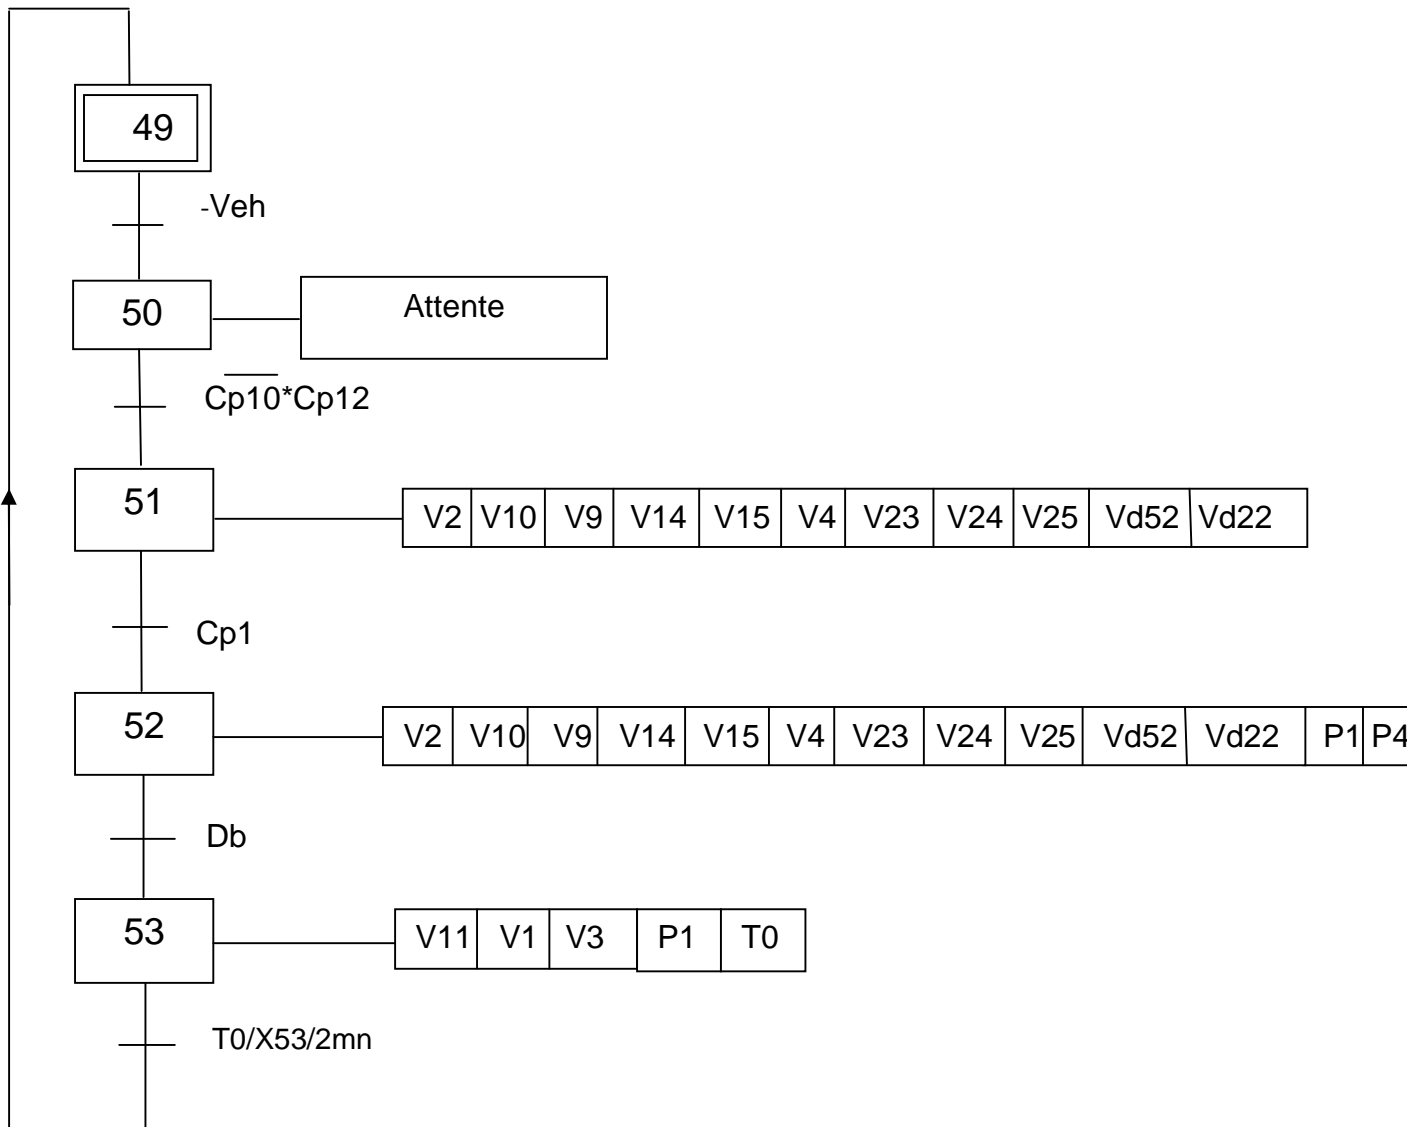 49
-Veh
50 Attente
C̅p̅1̅0̅*Cp12
51 V2 V10 V9 V14 V15 V4 V23 V24 V25 Vd52 Vd22
Cp1
52 V2 V10 V9 V14 V15 V4 V23 V24 V25 Vd52 Vd22 P1 P4
Db
53 V11 V1 V3 P1 T0
T0/X53/2mn